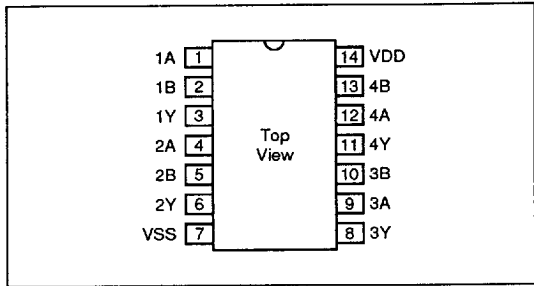 1A 1 14 VDD
1B 2 13 4B
1Y 3 12 4A
2A 4 11 4Y
2B 5 10 3B
2Y 6 9 3A
VSS 7 8 3Y
Top
View